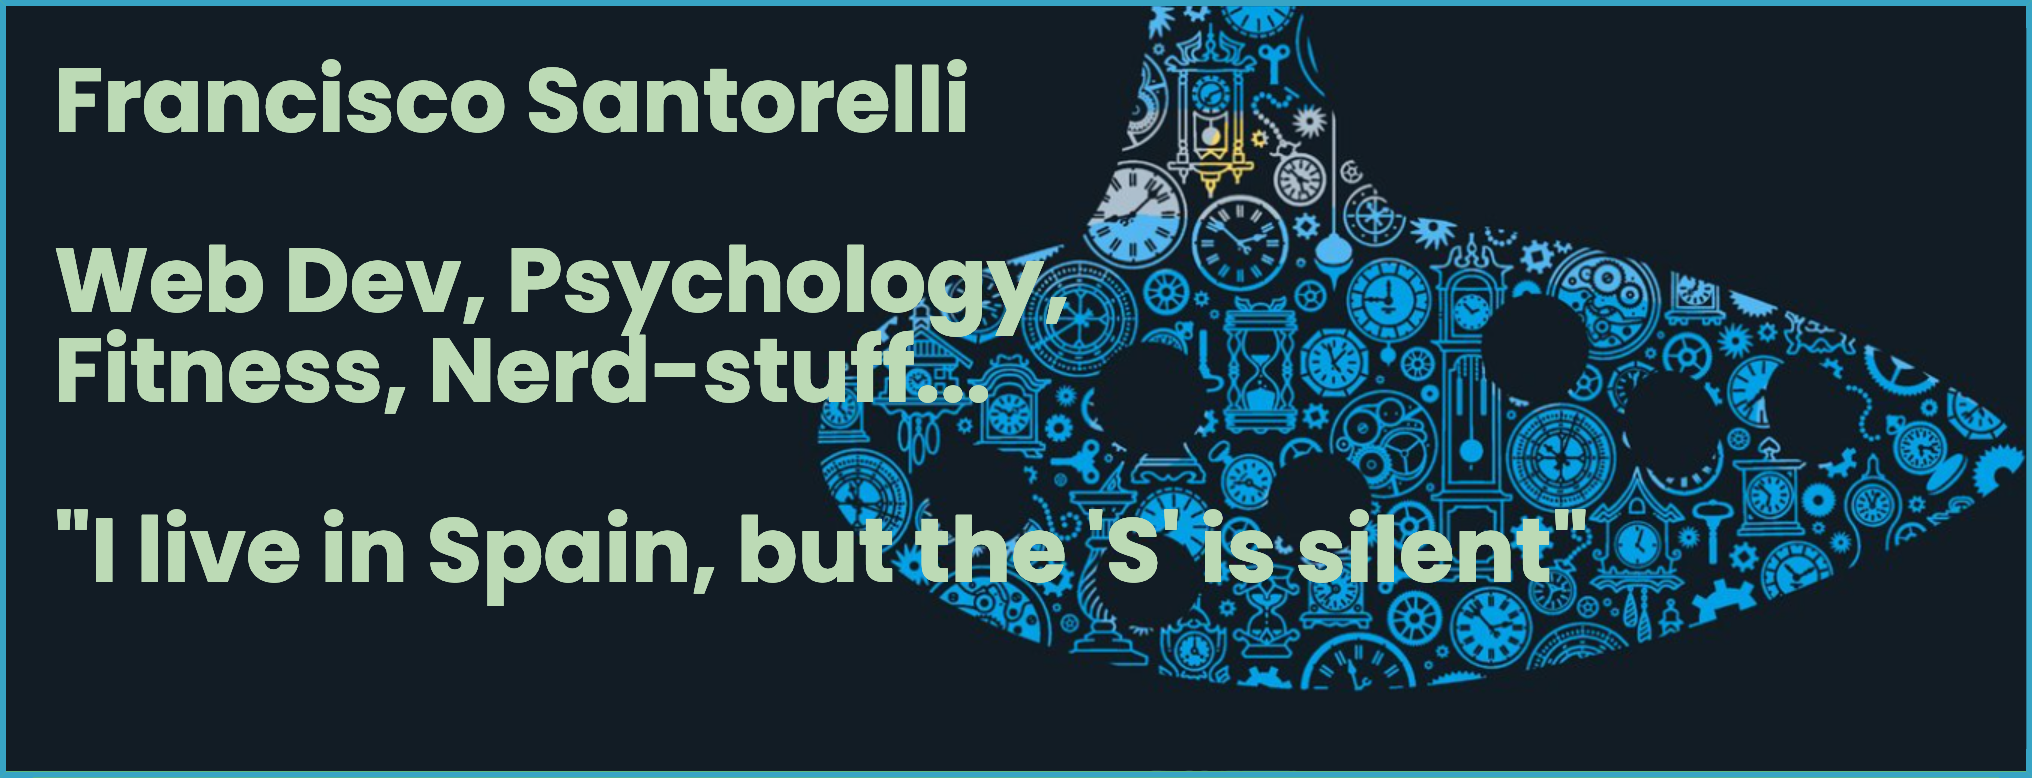 Francisco Santorelli
Web Dev, Psychology,
Fitness, Nerd-stuff...
"I live in Spain, but the 'S' is silent"